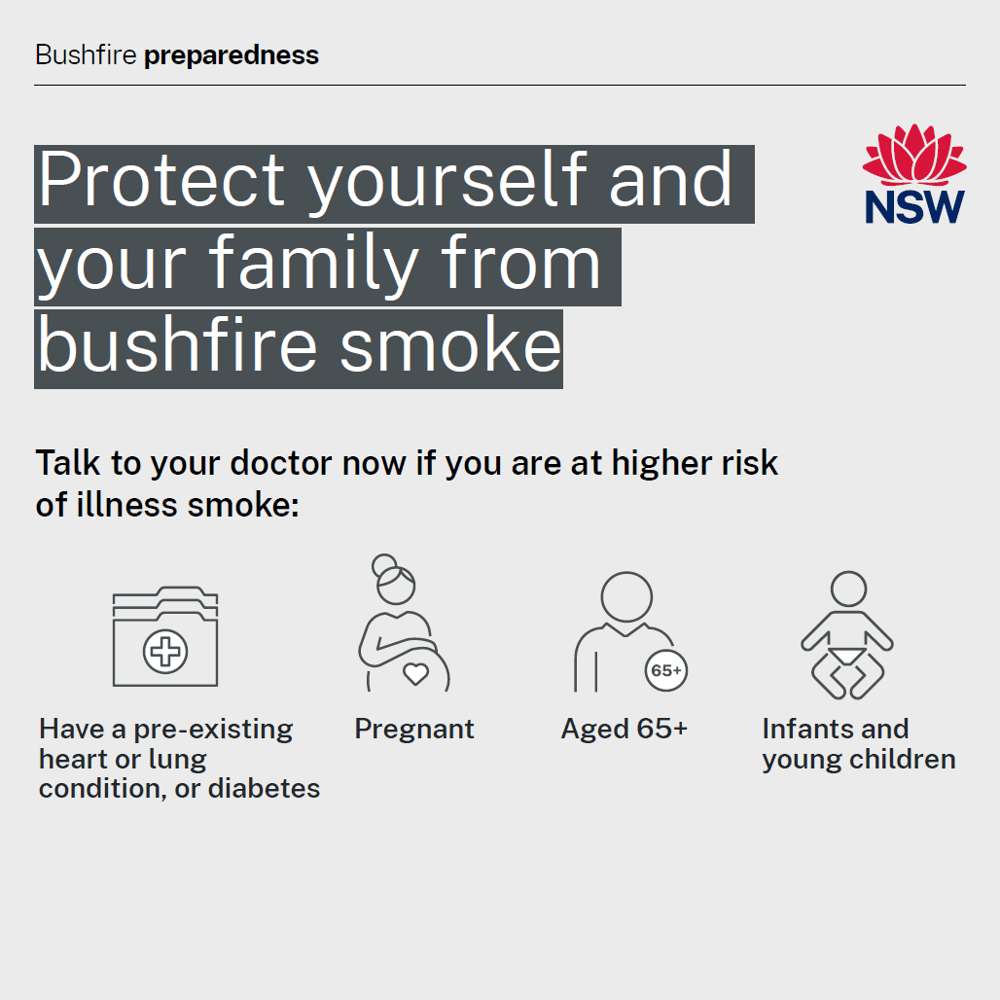 Bushfire preparedness
NSW
Protect yourself and
your family from
bushfire smoke
Talk to your doctor now if you are at higher risk
of illness smoke:
65+
Have a pre-existing
heart or lung
condition, or diabetes
Pregnant
Aged 65+
Infants and
young children